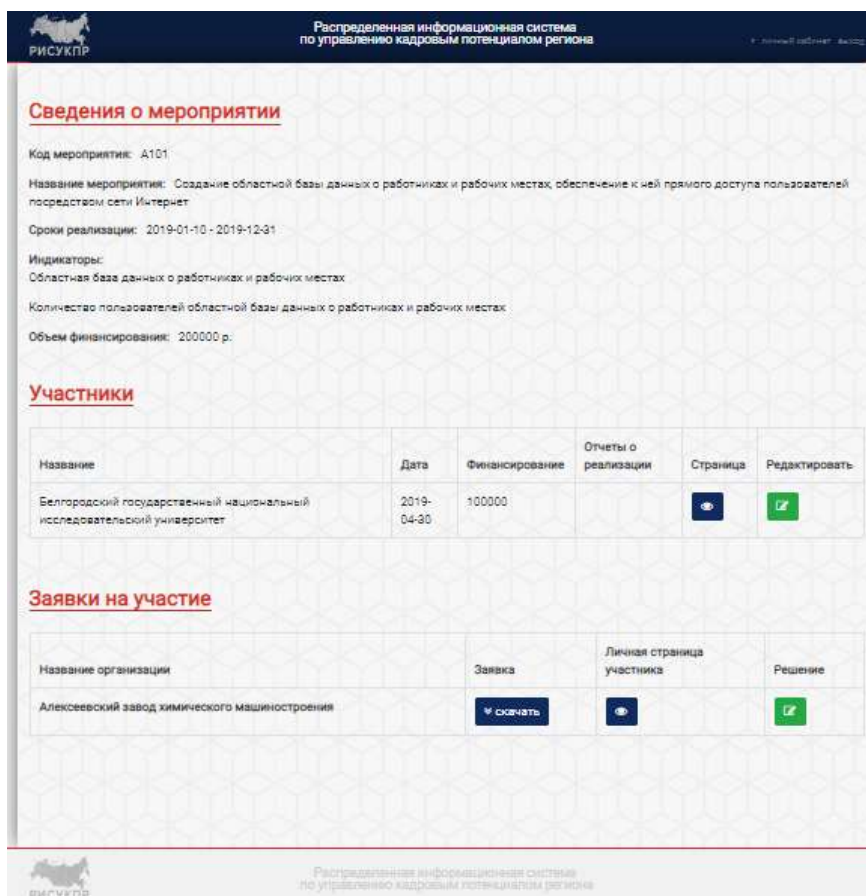 РИСУКПР
Распределенная информационная система
по управлению кадровым потенциалом региона
личный кабинет выход
Сведения о мероприятии
Код мероприятия: A101
Название мероприятия: Создание областной базы данных о работниках и рабочих местах, обеспечение к ней прямого доступа пользователей
посредством сети Интернет
Сроки реализации: 2019-01-10 - 2019-12-31
Индикаторы:
Областная база данных о работниках и рабочих местах
Количество пользователей областной базы данных о работниках и рабочих местах
Объем финансирования: 200000 р.
Участники
Отчеты о
Название Дата Финансирование реализации Страница Редактировать
Белгородский государственный национальный 2019- 100000
исследовательский университет 04-30
Заявки на участие
Личная страница
Название организации Заявка участника Решение
Алексеевский завод химического машиностроения скачать
Распределенная информационная система
по управлению кадровым потенциалом региона
РИСУКПР